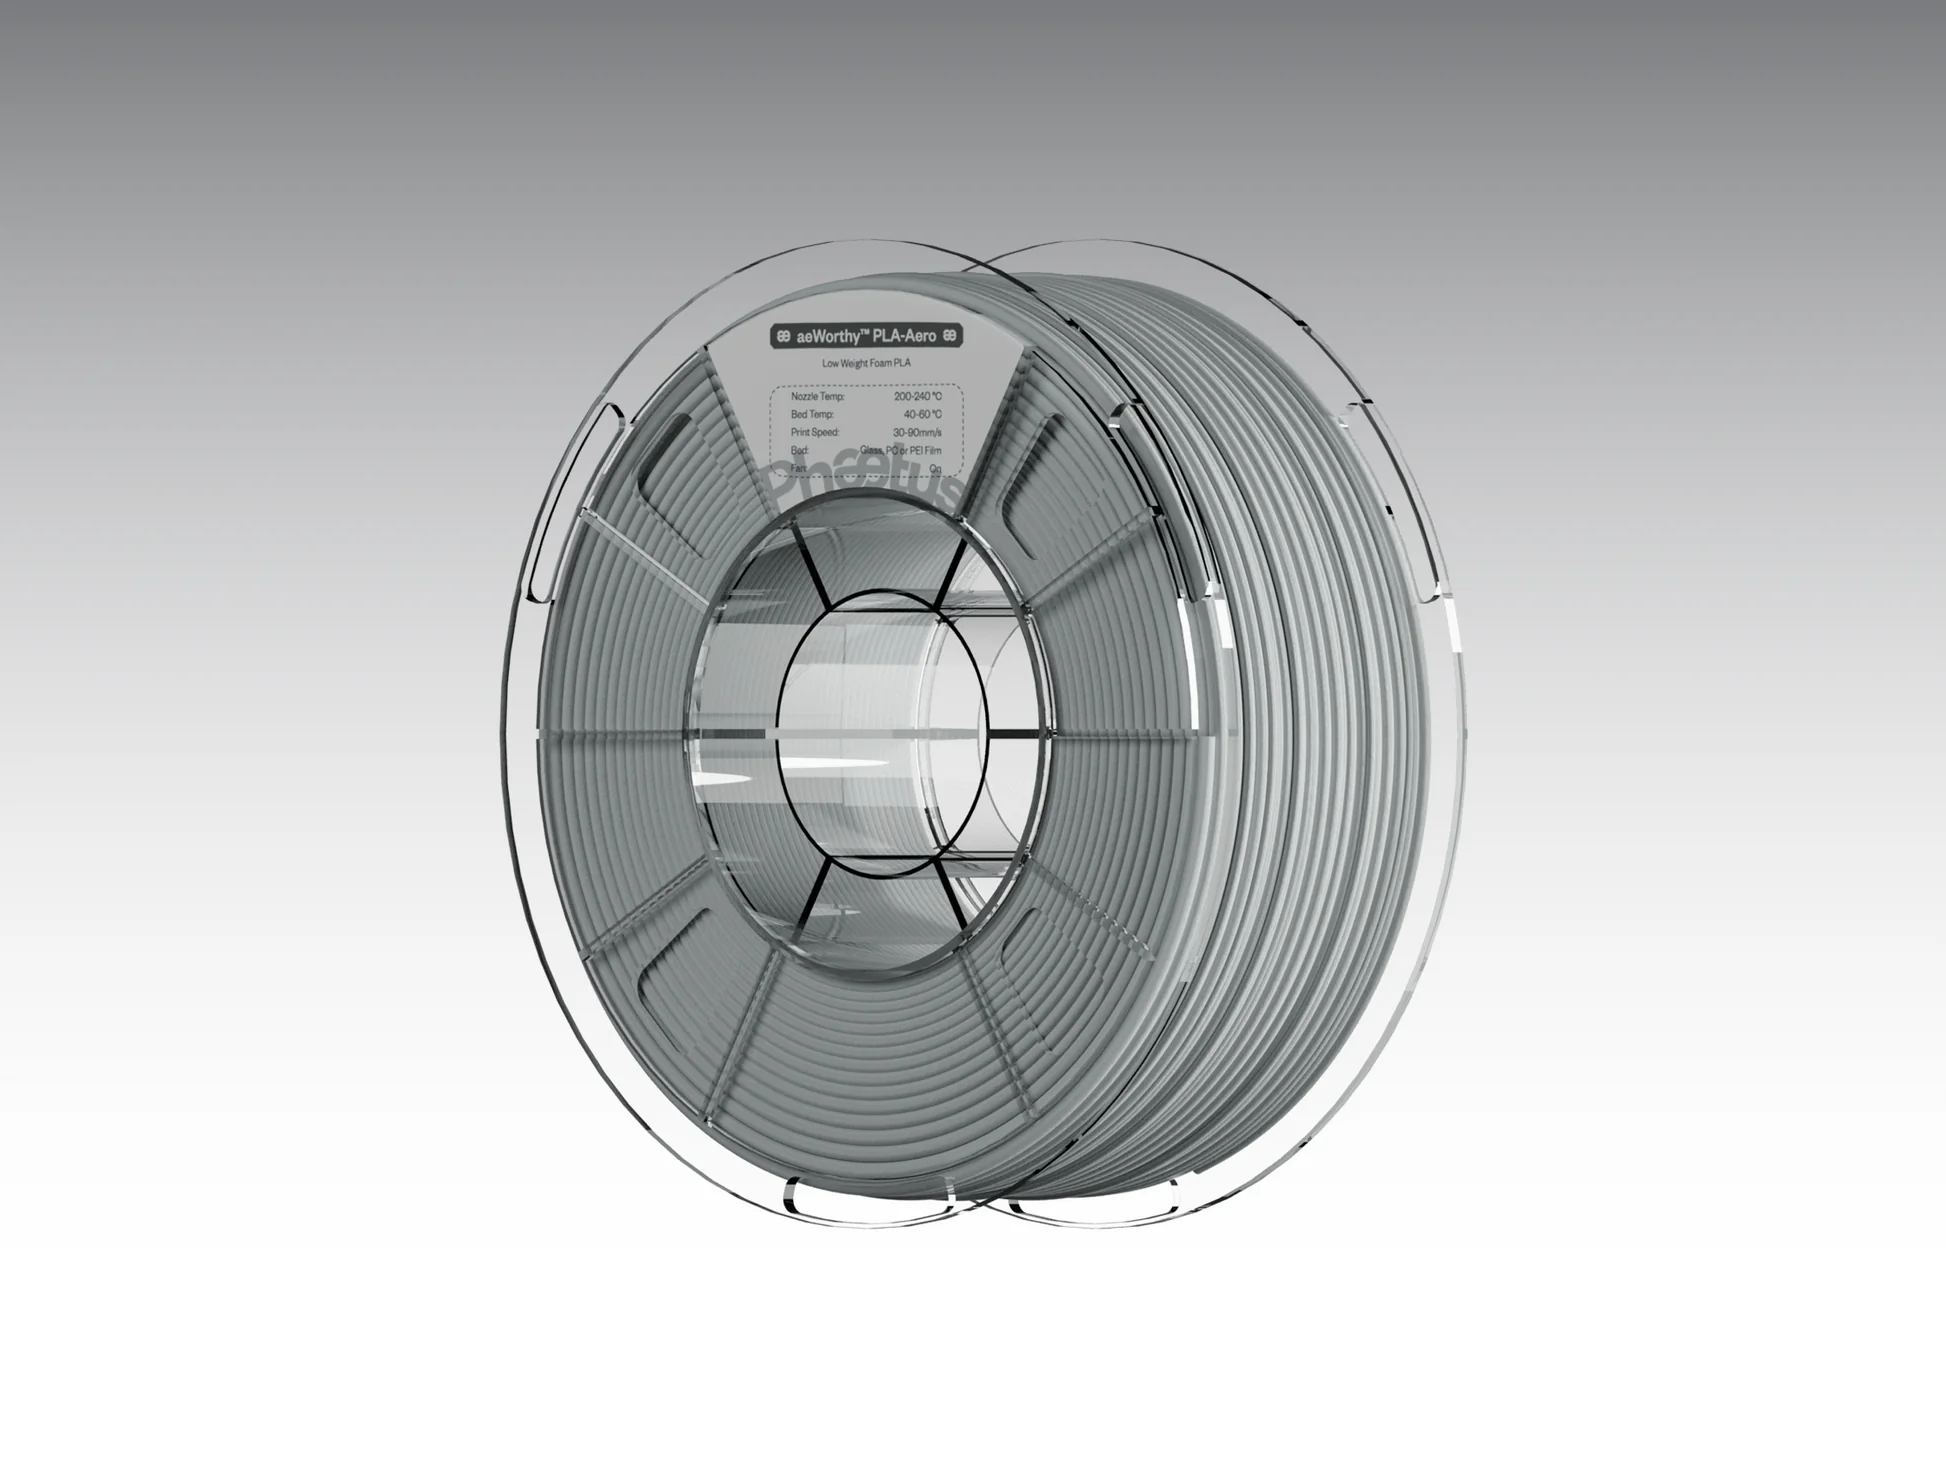 aeWorthy™ PLA-Aero
Low Weight Foam PLA
Nozzle Temp: 200-240 °C
Bed Temp: 40-60 °C
Print Speed: 30-90mm/s
Bed: Glass, PC or PEI Film
Fan: On
Phaetus